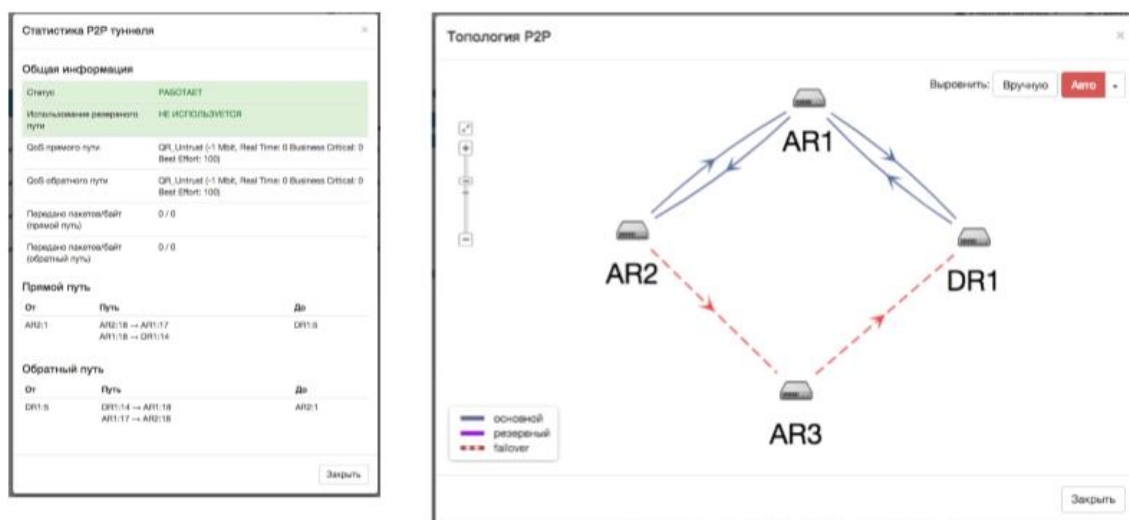 Статистика P2P туннеля
×
Общая информация
Статус РАБОТАЕТ
Использование резервного НЕ ИСПОЛЬЗУЕТСЯ
пути
QoS прямого пути QR_Untrust (-1 Mbit, Real Time: 0 Business Critical: 0
Best Effort: 100)
QoS обратного пути QR_Untrust (-1 Mbit, Real Time: 0 Business Critical: 0
Best Effort: 100)
Передано пакетов/байт 0 / 0
(прямой путь)
Передано пакетов/байт 0 / 0
(обратный путь)
Прямой путь
От Путь До
AR2:1 AR2:18 → AR1:17 DR1:5
AR1:18 → DR1:14
Обратный путь
От Путь До
DR1:5 DR1:14 → AR1:18 AR2:1
AR1:17 → AR2:18
Закрыть
Топология P2P
×
Выровнить: Вручную Авто
AR1
AR2
DR1
AR3
основной
резервный
failover
Закрыть